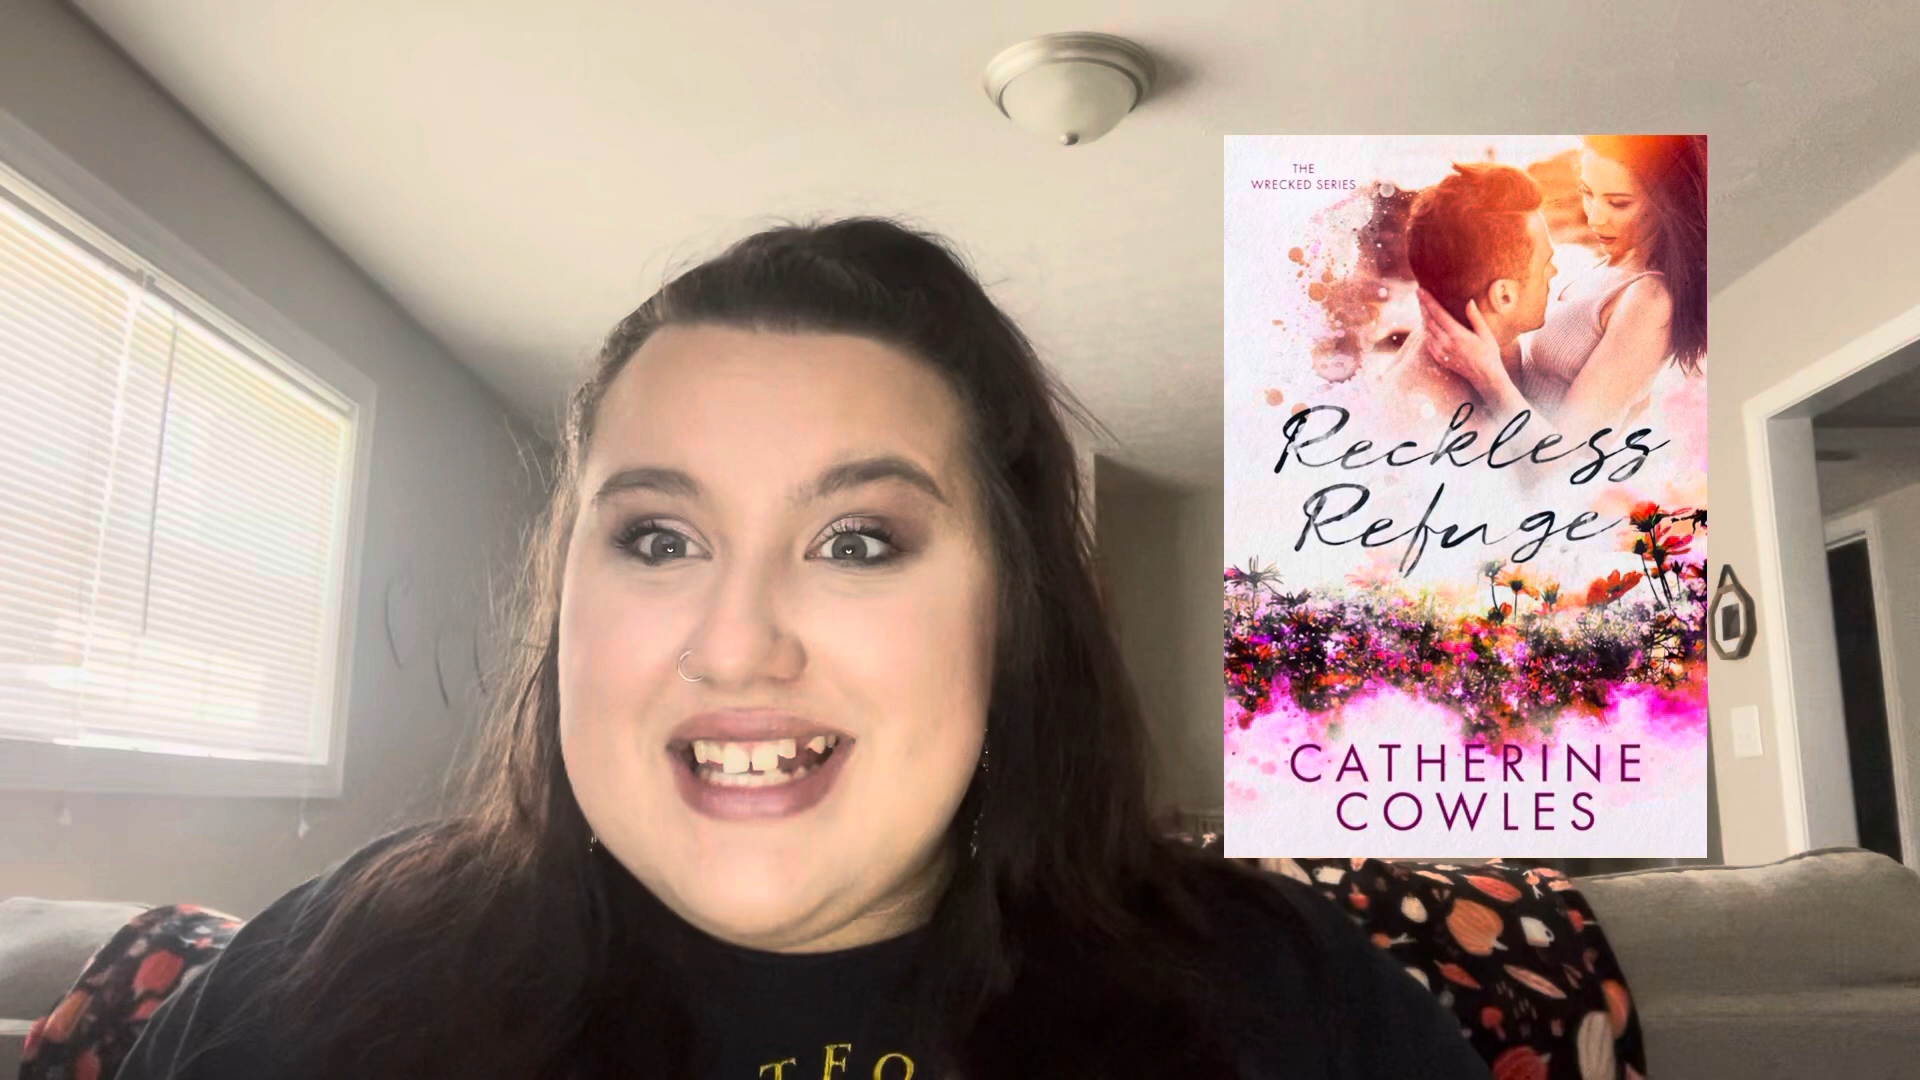 THE
WRECKED SERIES
Reckless
Refuge
CATHERINE
COWLES